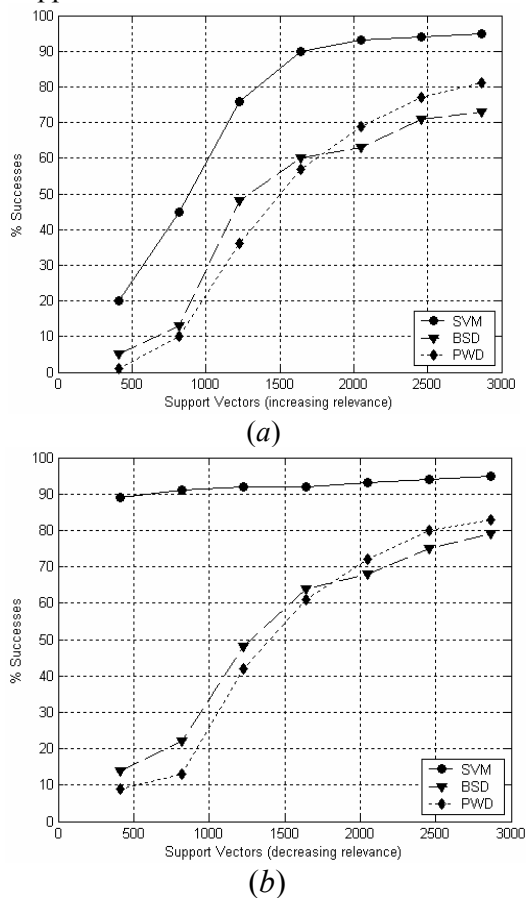 100
90
80
70
60
50
40
30
20
10
0
% Successes
SVM
BSD
PWD
0 500 1000 1500 2000 2500 3000
Support Vectors (increasing relevance)
(a)
100
90
80
70
60
50
40
30
20
10
0
% Successes
SVM
BSD
PWD
0 500 1000 1500 2000 2500 3000
Support Vectors (decreasing relevance)
(b)